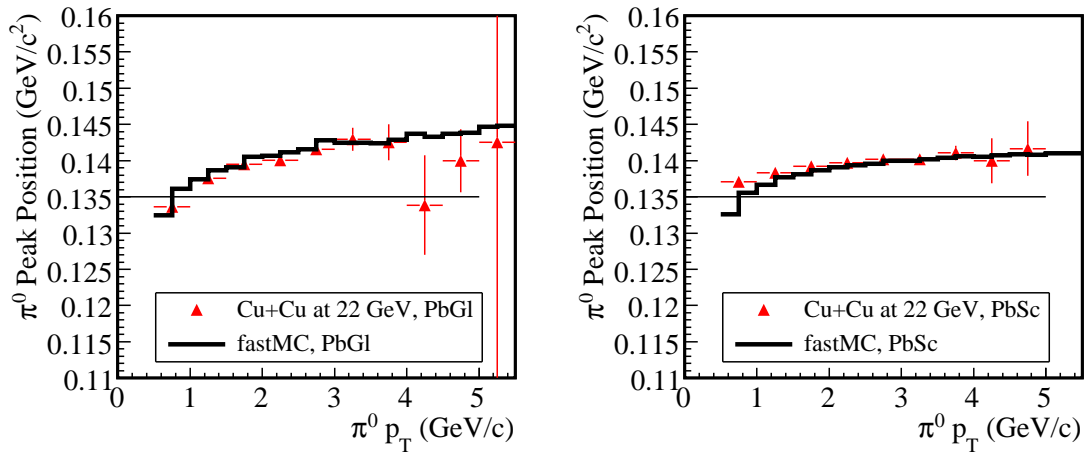 π⁰ Peak Position (GeV/c²)
0.16
0.155
0.15
0.145
0.14
0.135
0.13
0.125
0.12
0.115
0.11
Cu+Cu at 22 GeV, PbGl
fastMC, PbGl
0 1 2 3 4 5
π⁰ p_T (GeV/c)
π⁰ Peak Position (GeV/c²)
0.16
0.155
0.15
0.145
0.14
0.135
0.13
0.125
0.12
0.115
0.11
Cu+Cu at 22 GeV, PbSc
fastMC, PbSc
0 1 2 3 4 5
π⁰ p_T (GeV/c)